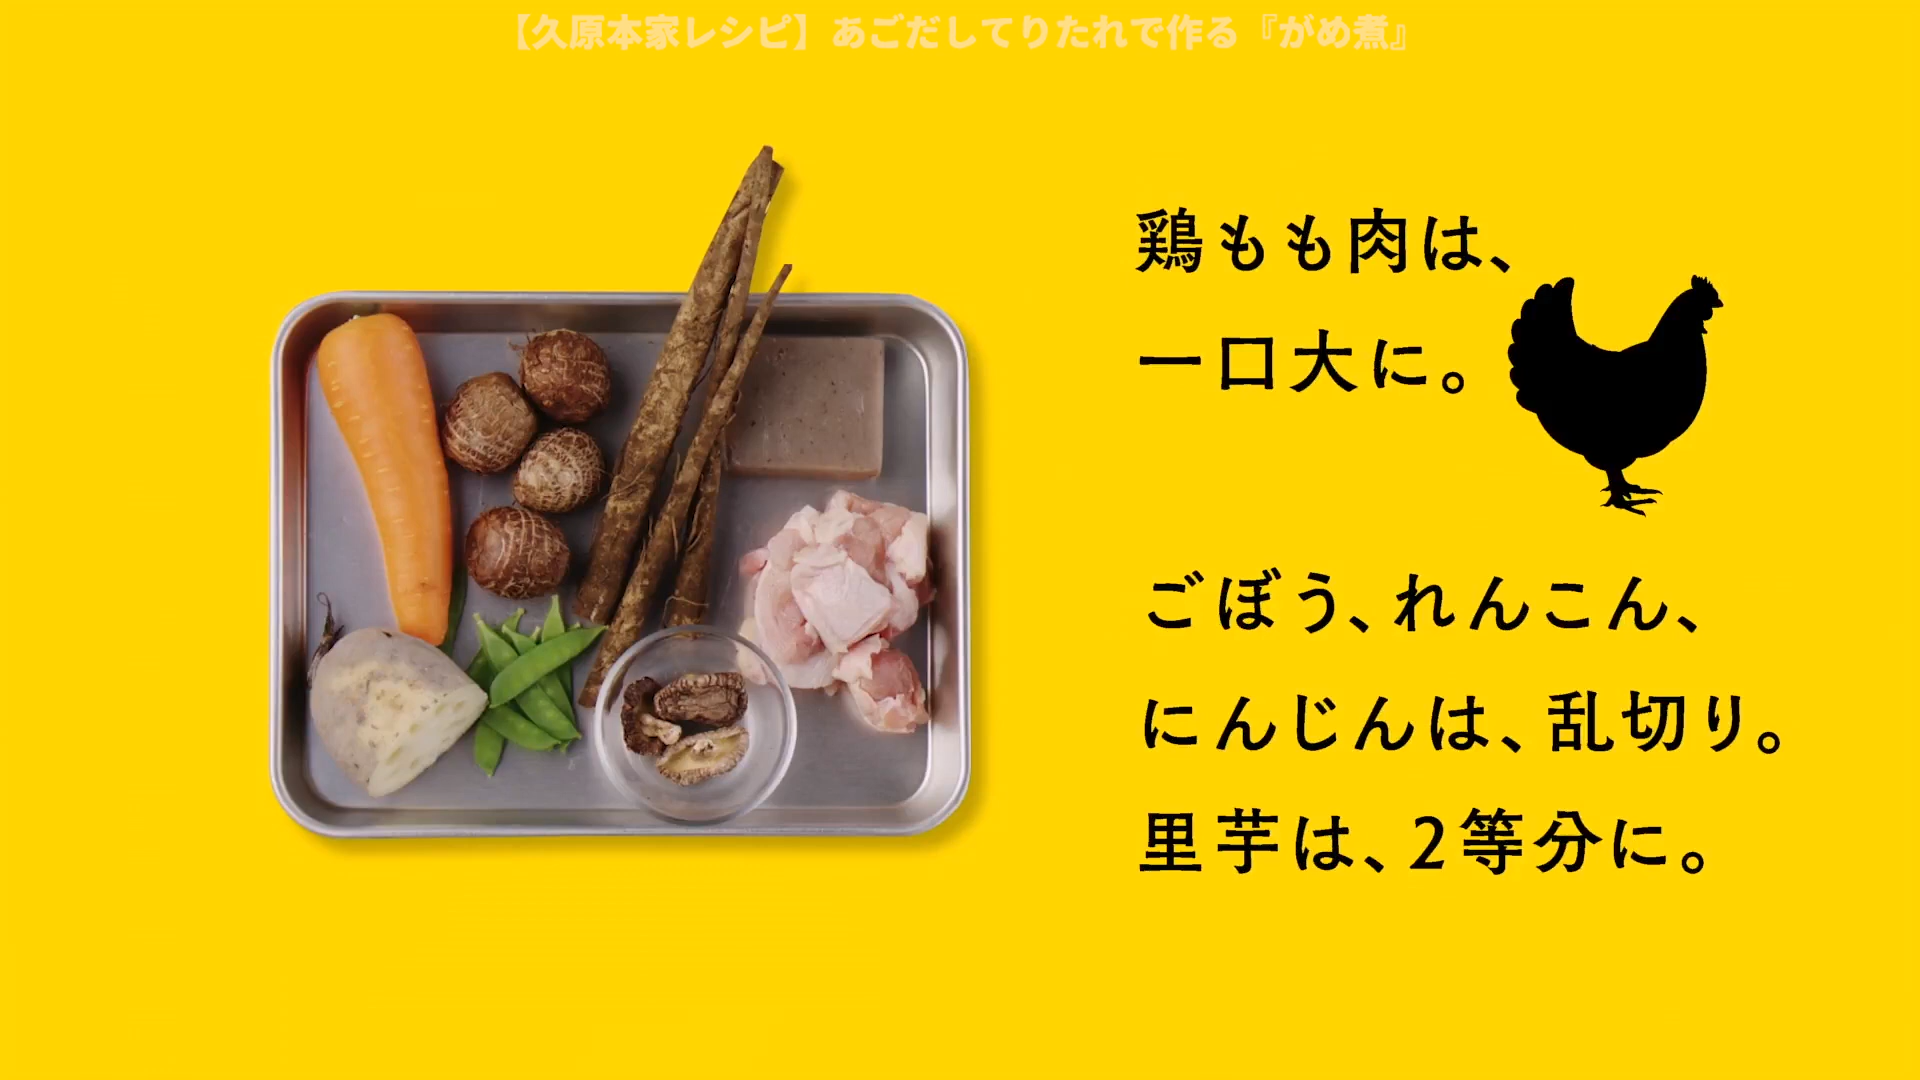 【久原本家レシピ】あごだしてりたれで作る『がめ煮』
鶏もも肉は、
一口大に。
ごぼう、れんこん、
にんじんは、乱切り。
里芋は、2等分に。